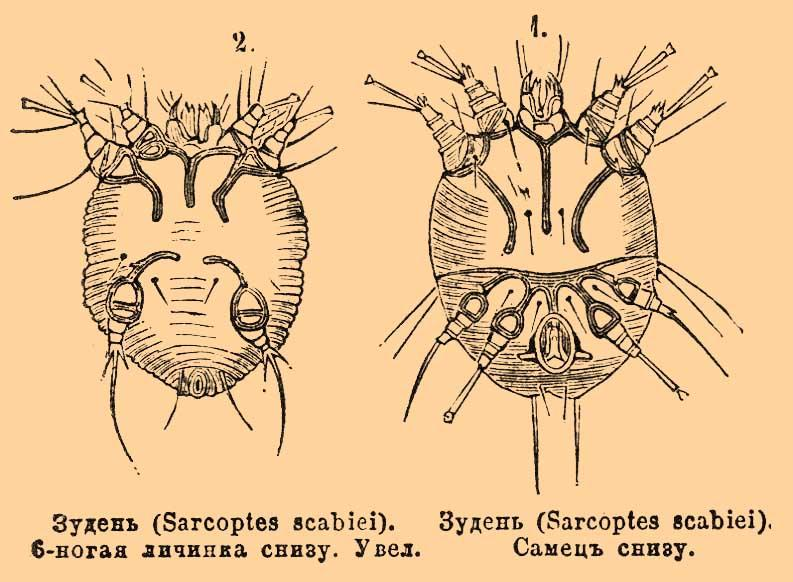 2.
Зудень (Sarcoptes scabiei).
6-ногая личинка снизу. Увел.
1.
Зудень (Sarcoptes scabiei).
Самецъ снизу.